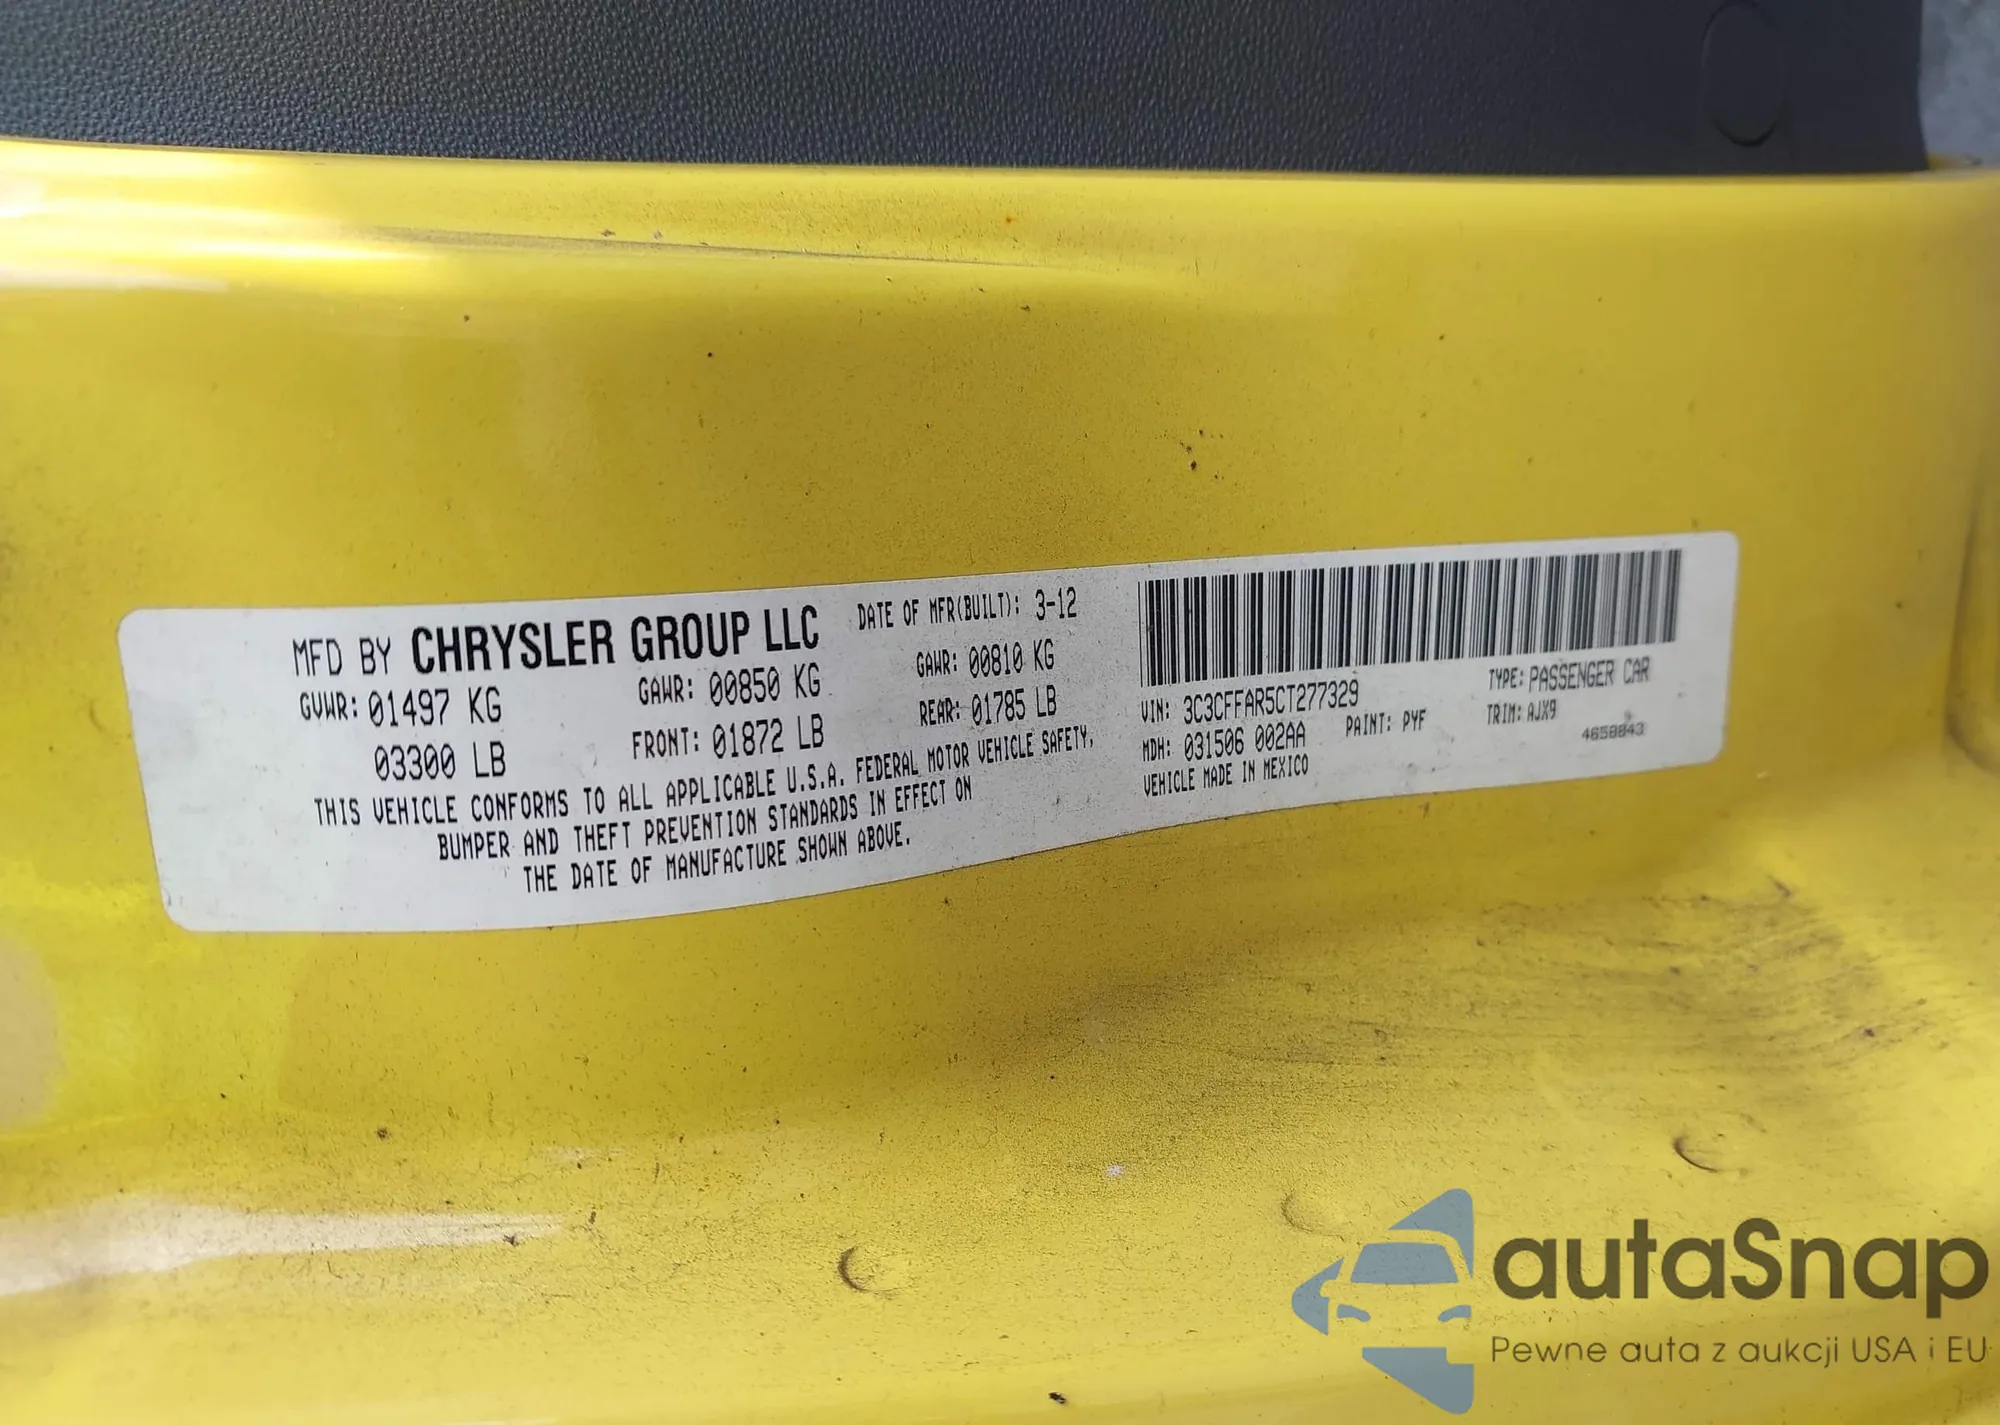 MFD BY CHRYSLER GROUP LLC DATE OF MFR(BUILT): 3-12
GVWR: 01497 KG GAWR: 00850 KG GAWR: 00810 KG
03300 LB FRONT: 01872 LB REAR: 01785 LB
THIS VEHICLE CONFORMS TO ALL APPLICABLE U.S.A. FEDERAL MOTOR VEHICLE SAFETY,
BUMPER AND THEFT PREVENTION STANDARDS IN EFFECT ON
THE DATE OF MANUFACTURE SHOWN ABOVE.
VIN: 3C3CFFAR5CT277329 TYPE: PASSENGER CAR
MDH: 031506 002AA PAINT: PYF TRIM: AJX9
VEHICLE MADE IN MEXICO 4658843
autaSnap
Pewne auta z aukcji USA i EU